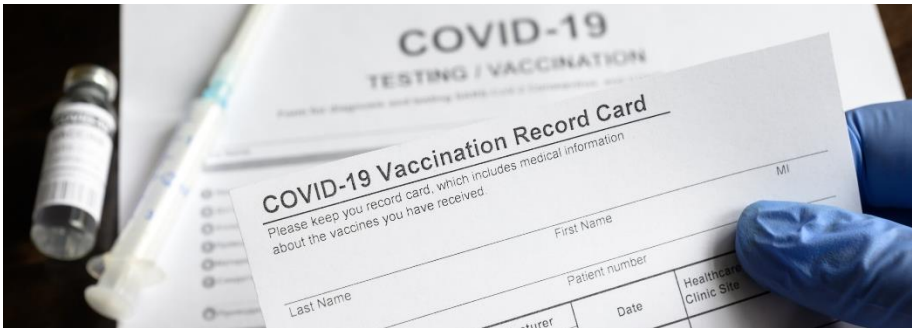 COVID-19
TESTING / VACCINATION
COVID-19 Vaccination Record Card
Please keep you record card, which includes medical information
about the vaccines you have received.
Last Name
First Name
MI
Patient number
Date
Healthcare
Clinic Site